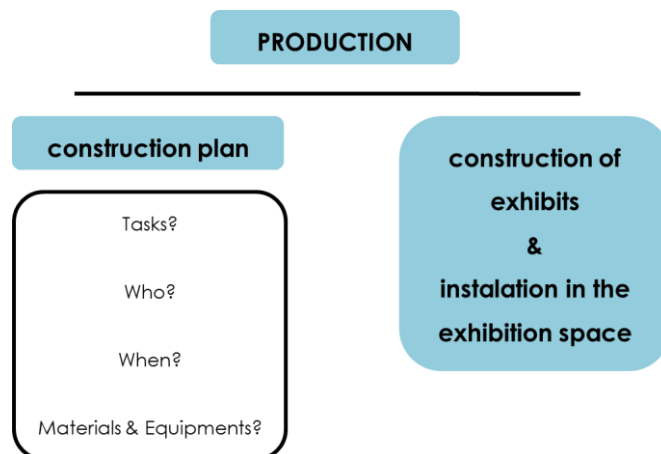 PRODUCTION
construction plan
Tasks?
Who?
When?
Materials & Equipments?
construction of
exhibits
&
instalation in the
exhibition space